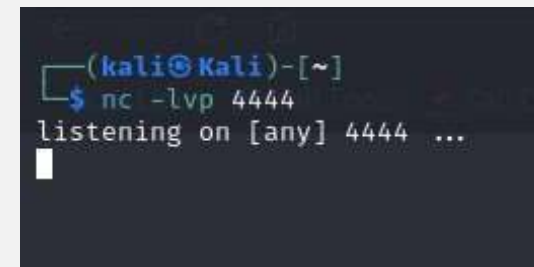 ┌──(kali㉿Kali)-[~]
└─$ nc -lvp 4444
listening on [any] 4444 ...